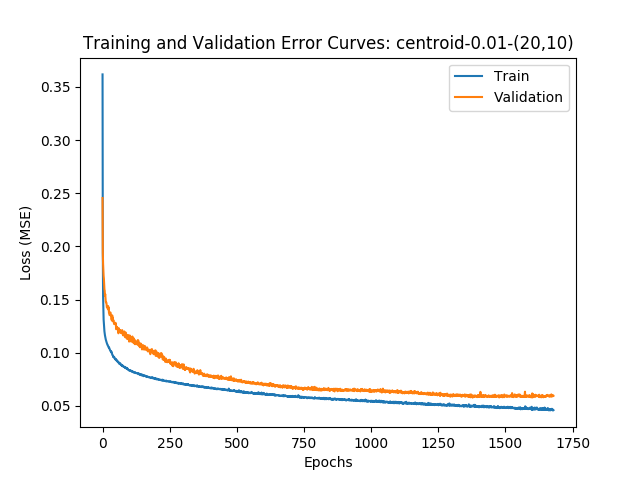 Training and Validation Error Curves: centroid-0.01-(20,10)
Train
Validation
0.35
0.30
0.25
0.20
0.15
0.10
0.05
Loss (MSE)
0 250 500 750 1000 1250 1500 1750
Epochs